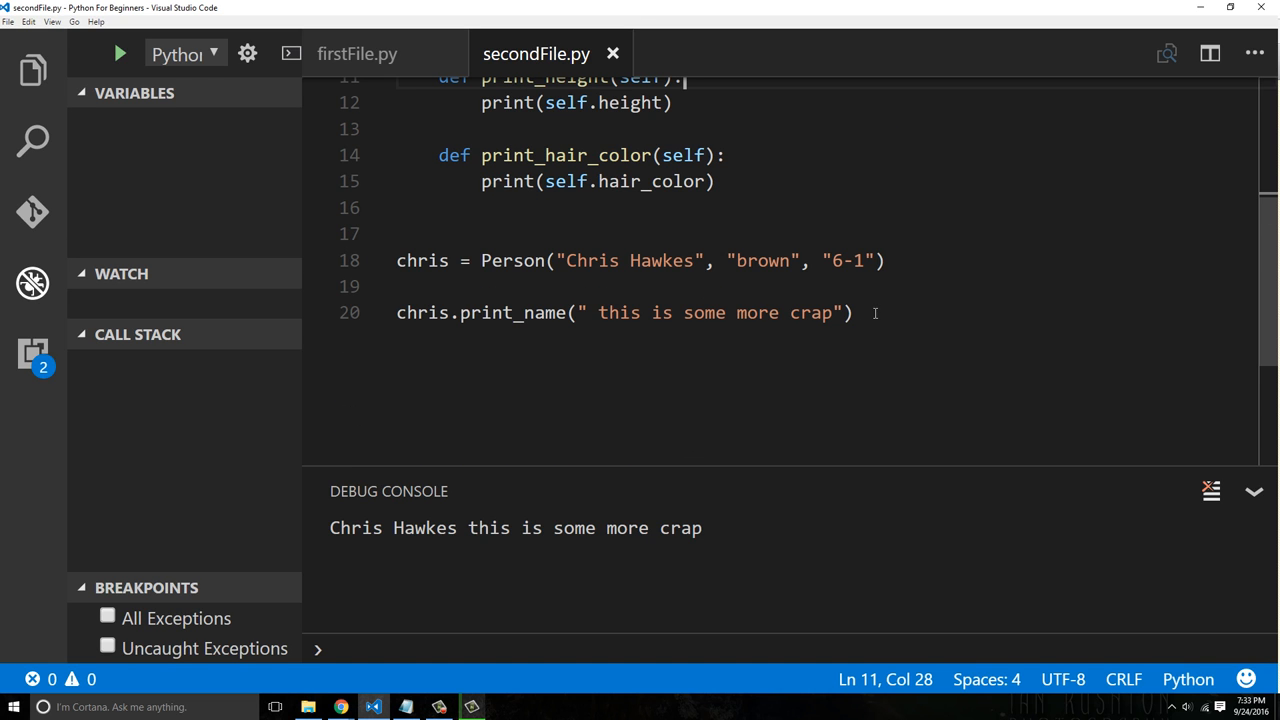 secondFile.py - Python For Beginners - Visual Studio Code
File Edit View Go Help
Python
firstFile.py
secondFile.py
VARIABLES
WATCH
CALL STACK
2
BREAKPOINTS
All Exceptions
Uncaught Exceptions
11 def print_height(self):
12 print(self.height)
13
14 def print_hair_color(self):
15 print(self.hair_color)
16
17
18 chris = Person("Chris Hawkes", "brown", "6-1")
19
20 chris.print_name(" this is some more crap")
DEBUG CONSOLE
Chris Hawkes this is some more crap
0 0
Ln 11, Col 28 Spaces: 4 UTF-8 CRLF Python
I'm Cortana. Ask me anything.
7:33 PM
9/24/2016